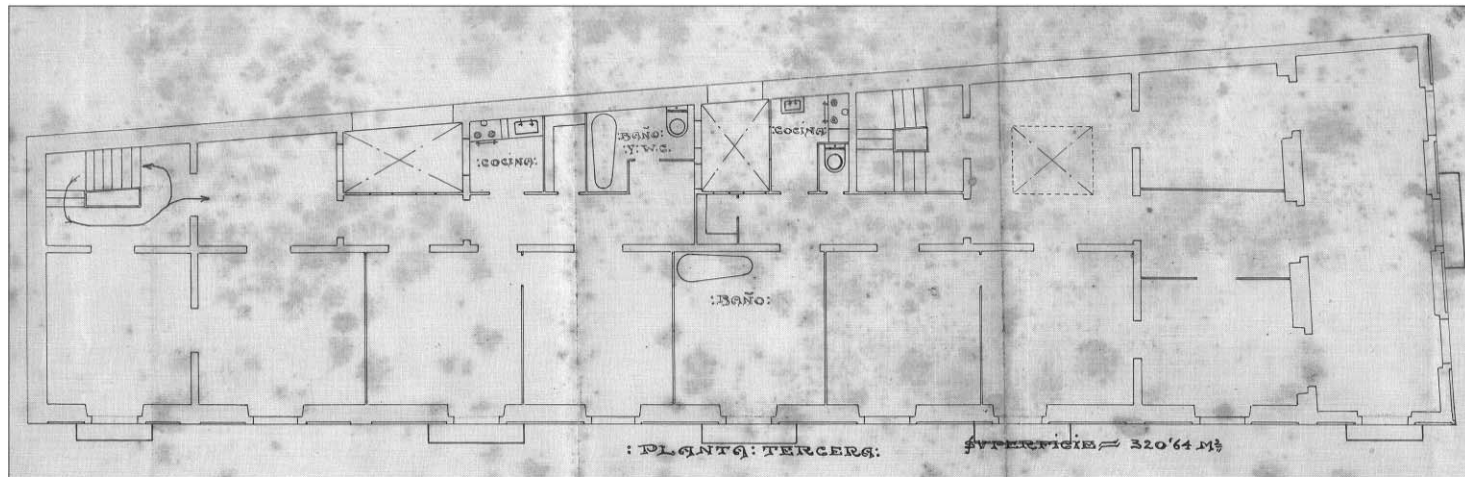 :COCINA:
:BAÑO:
Y:W.C.
:COCINA:
:BAÑO:
:PLANTA:TERCERA:
SUPERFICIE= 320'64 M²